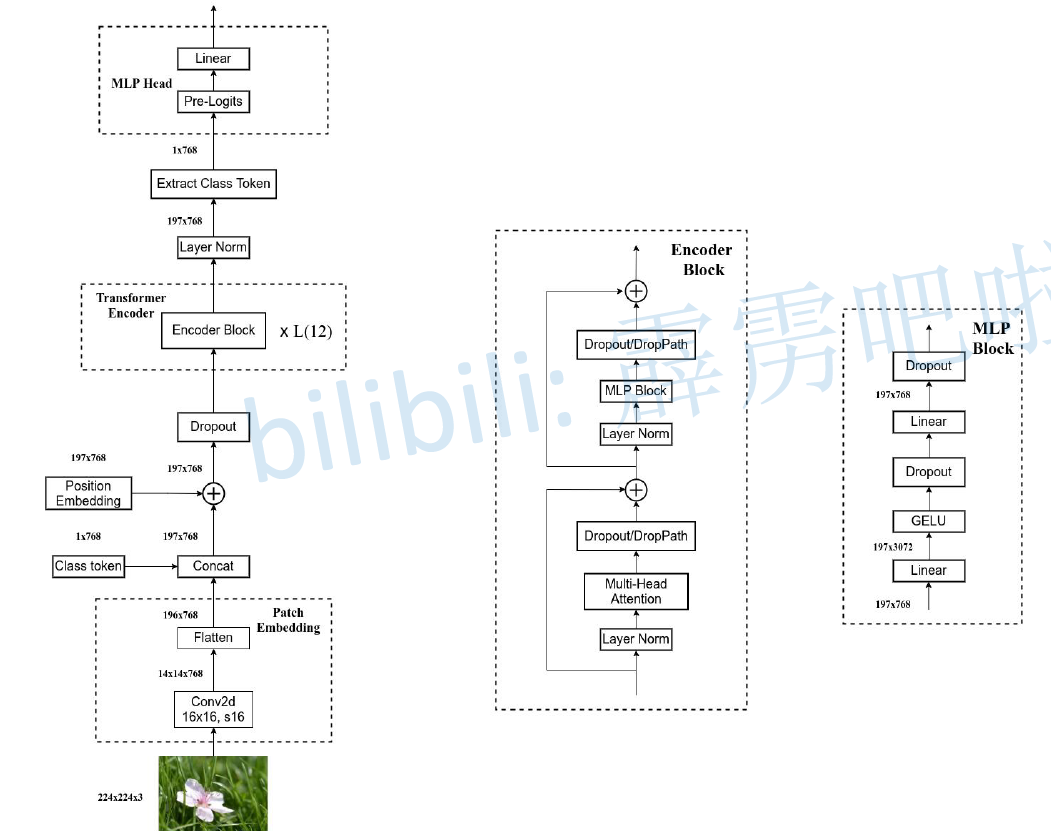 Linear
MLP Head
Pre-Logits
1x768
Extract Class Token
197x768
Layer Norm
Transformer
Encoder
Encoder Block
x L(12)
Dropout
197x768
197x768
Position
Embedding
1x768
197x768
Class token
Concat
196x768
Patch
Embedding
Flatten
14x14x768
Conv2d
16x16, s16
224x224x3
Encoder
Block
Dropout/DropPath
MLP Block
Layer Norm
Dropout/DropPath
Multi-Head
Attention
Layer Norm
MLP
Block
Dropout
197x768
Linear
Dropout
GELU
197x3072
Linear
197x768
bilibili: 霹雳吧啦